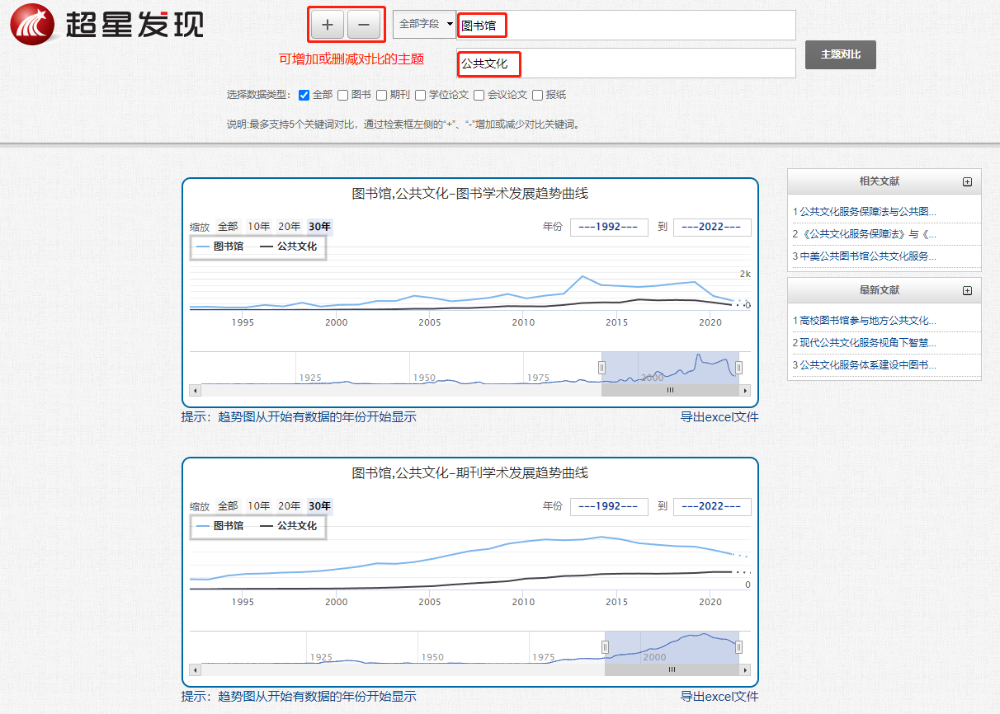 超星发现
+ − 全部字段 图书馆
可增加或删减对比的主题
公共文化
主题对比
选择数据类型： 全部 图书 期刊 学位论文 会议论文 报纸
说明:最多支持5个关键词对比，通过检索框左侧的“+”、“-”增加或减少对比关键词。
图书馆,公共文化-图书学术发展趋势曲线
缩放 全部 10年 20年 30年
年份 ---1992--- 到 ---2022---
图书馆 公共文化
2k
0
1995 2000 2005 2010 2015 2020
1925 1950 1975 2000
提示：趋势图从开始有数据的年份开始显示
导出excel文件
图书馆,公共文化-期刊学术发展趋势曲线
缩放 全部 10年 20年 30年
年份 ---1992--- 到 ---2022---
图书馆 公共文化
0
1995 2000 2005 2010 2015 2020
1925 1950 1975 2000
提示：趋势图从开始有数据的年份开始显示
导出excel文件
相关文献
1 公共文化服务保障法与公共图...
2 《公共文化服务保障法》与《...
3 中美公共图书馆公共文化服务...
最新文献
1 高校图书馆参与地方公共文化...
2 现代公共文化服务视角下智慧...
3 公共文化服务体系建设中图书...